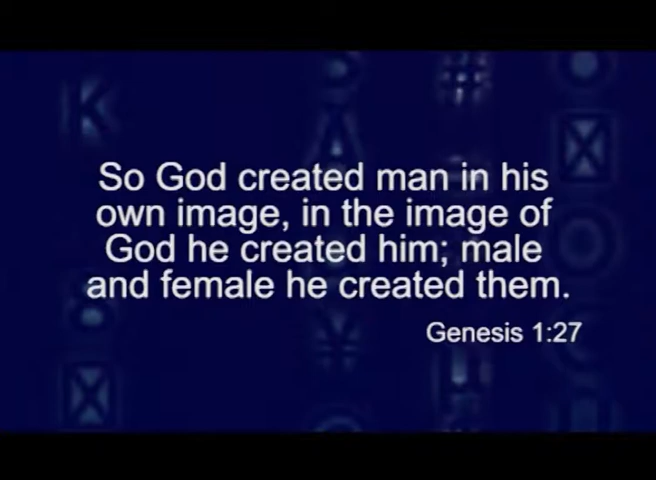 So God created man in his
own image, in the image of
God he created him; male
and female he created them.
Genesis 1:27